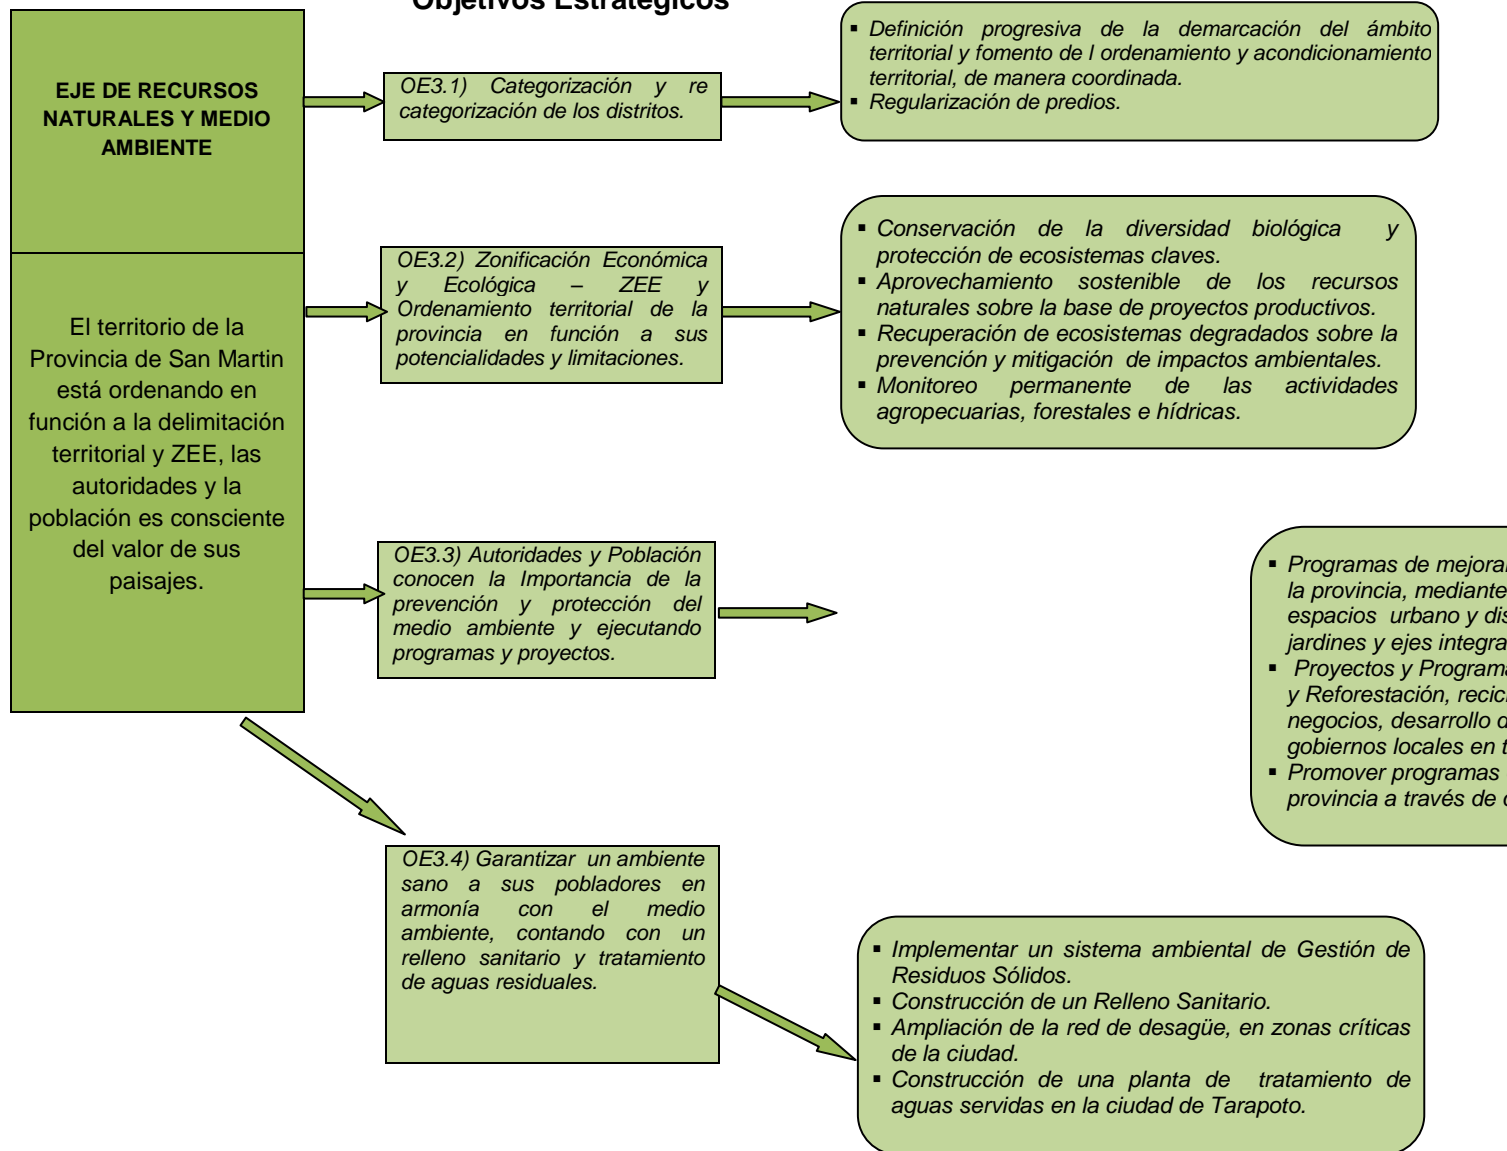 Objetivos Estratégicos
EJE DE RECURSOS
NATURALES Y MEDIO
AMBIENTE
El territorio de la
Provincia de San Martin
está ordenando en
función a la delimitación
territorial y ZEE, las
autoridades y la
población es consciente
del valor de sus
paisajes.
OE3.1) Categorización y re
categorización de los distritos.
▪ Definición progresiva de la demarcación del ámbito
territorial y fomento de l ordenamiento y acondicionamiento
territorial, de manera coordinada.
▪ Regularización de predios.
OE3.2) Zonificación Económica
y Ecológica – ZEE y
Ordenamiento territorial de la
provincia en función a sus
potencialidades y limitaciones.
▪ Conservación de la diversidad biológica y
protección de ecosistemas claves.
▪ Aprovechamiento sostenible de los recursos
naturales sobre la base de proyectos productivos.
▪ Recuperación de ecosistemas degradados sobre la
prevención y mitigación de impactos ambientales.
▪ Monitoreo permanente de las actividades
agropecuarias, forestales e hídricas.
OE3.3) Autoridades y Población
conocen la Importancia de la
prevención y protección del
medio ambiente y ejecutando
programas y proyectos.
▪ Programas de
la provincia, mediante
espacios urbano y
jardines y ejes
▪ Proyectos y
y Reforestación,
negocios, desarrollo
gobiernos locales en
▪ Promover programas
provincia a través de
OE3.4) Garantizar un ambiente
sano a sus pobladores en
armonía con el medio
ambiente, contando con un
relleno sanitario y tratamiento
de aguas residuales.
▪ Implementar un sistema ambiental de Gestión de
Residuos Sólidos.
▪ Construcción de un Relleno Sanitario.
▪ Ampliación de la red de desagüe, en zonas críticas
de la ciudad.
▪ Construcción de una planta de tratamiento de
aguas servidas en la ciudad de Tarapoto.